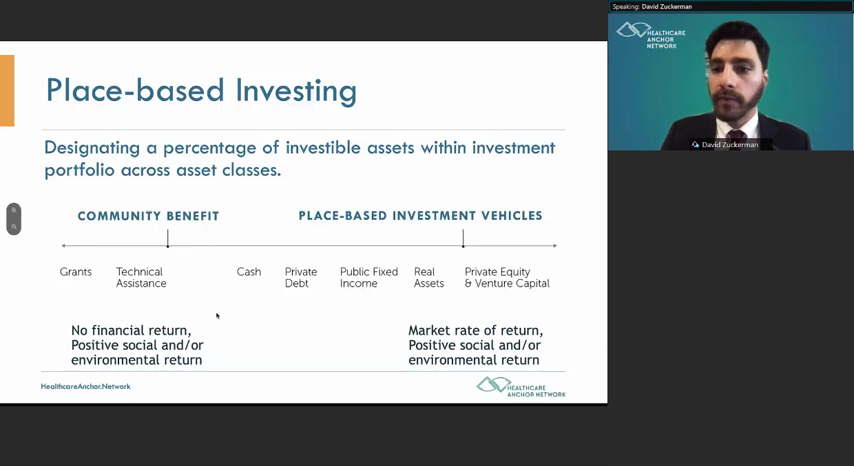 Speaking: David Zuckerman
HEALTHCARE
ANCHOR
NETWORK
David Zuckerman
Place-based Investing
Designating a percentage of investible assets within investment
portfolio across asset classes.
COMMUNITY BENEFIT
PLACE-BASED INVESTMENT VEHICLES
Grants
Technical
Assistance
Cash
Private
Debt
Public Fixed
Income
Real
Assets
Private Equity
& Venture Capital
No financial return,
Positive social and/or
environmental return
Market rate of return,
Positive social and/or
environmental return
HealthcareAnchor.Network
HEALTHCARE
ANCHOR NETWORK